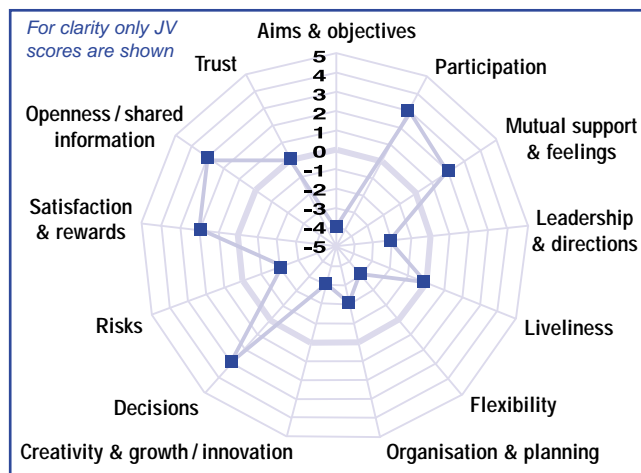 For clarity only JV
scores are shown
Aims & objectives
Participation
Mutual support
& feelings
Leadership
& directions
Liveliness
Flexibility
Organisation & planning
Creativity & growth / innovation
Decisions
Risks
Satisfaction
& rewards
Openness / shared
information
Trust
5
4
3
2
1
0
-1
-2
-3
-4
-5